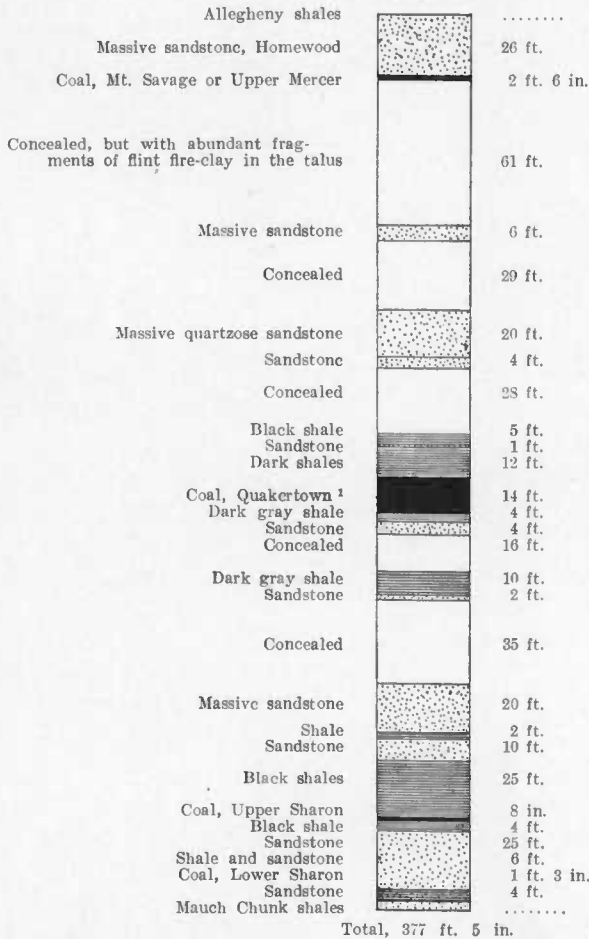 Allegheny shales ........
Massive sandstone, Homewood 26 ft.
Coal, Mt. Savage or Upper Mercer 2 ft. 6 in.
Concealed, but with abundant frag-
ments of flint fire-clay in the talus 61 ft.
Massive sandstone 6 ft.
Concealed 29 ft.
Massive quartzose sandstone 20 ft.
Sandstone 4 ft.
Concealed 28 ft.
Black shale 5 ft.
Sandstone 1 ft.
Dark shales 12 ft.
Coal, Quakertown ¹ 14 ft.
Dark gray shale 4 ft.
Sandstone 4 ft.
Concealed 16 ft.
Dark gray shale 10 ft.
Sandstone 2 ft.
Concealed 35 ft.
Massive sandstone 20 ft.
Shale 2 ft.
Sandstone 10 ft.
Black shales 25 ft.
Coal, Upper Sharon 8 in.
Black shale 4 ft.
Sandstone 25 ft.
Shale and sandstone 6 ft.
Coal, Lower Sharon 1 ft. 3 in.
Sandstone 4 ft.
Mauch Chunk shales ........
Total, 377 ft. 5 in.